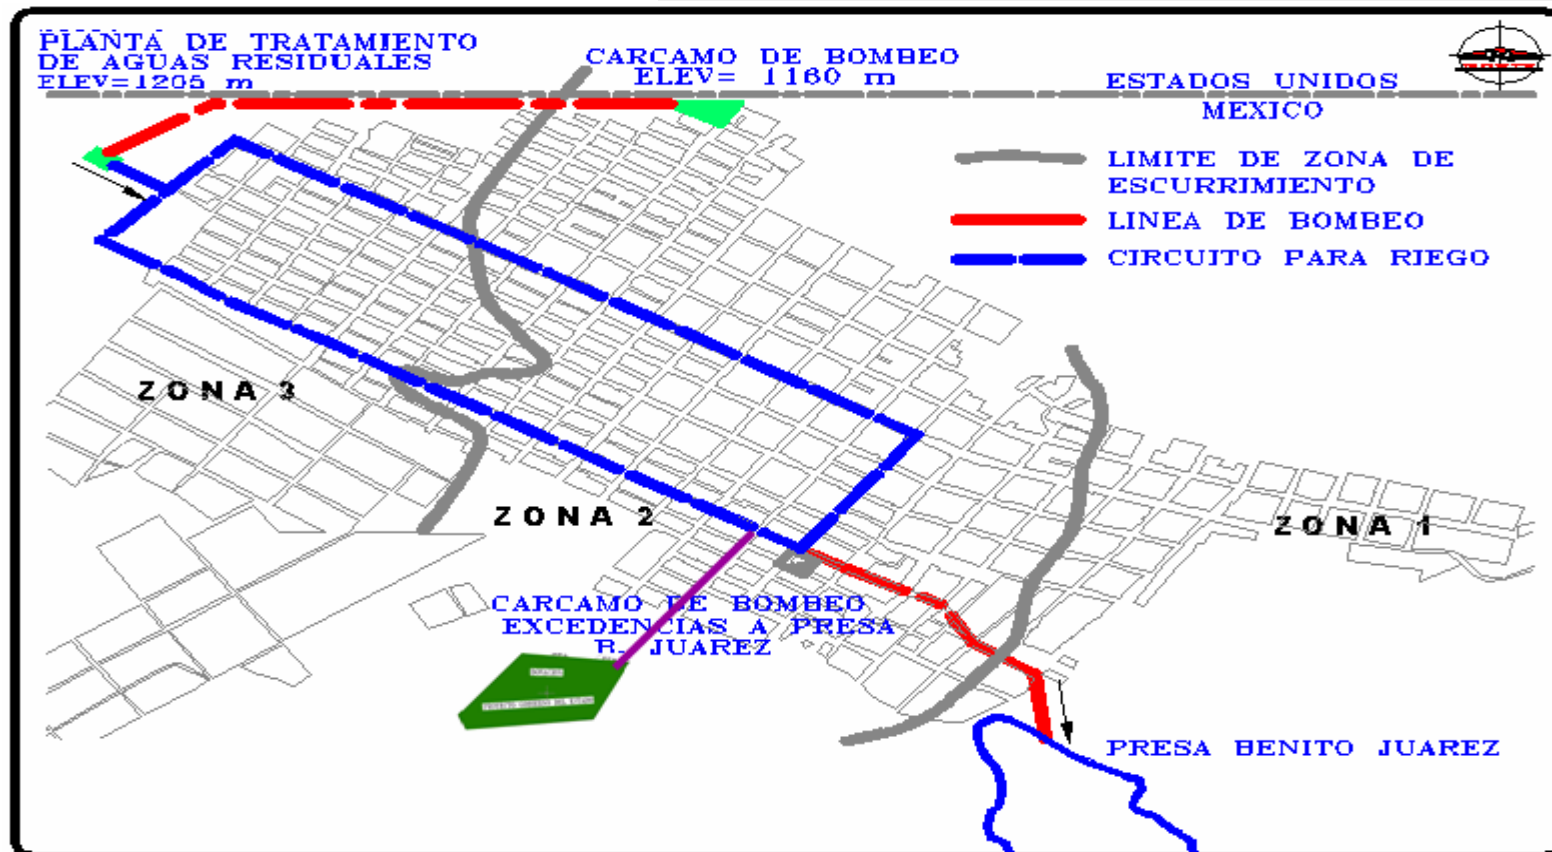 PLANTA DE TRATAMIENTO
DE AGUAS RESIDUALES
ELEV=1205 m
CARCAMO DE BOMBEO
ELEV= 1160 m
ESTADOS UNIDOS
MEXICO
LIMITE DE ZONA DE
ESCURRIMIENTO
LINEA DE BOMBEO
CIRCUITO PARA RIEGO
ZONA 3
ZONA 2
ZONA 1
CARCAMO DE BOMBEO
EXCEDENCIAS A PRESA
B. JUAREZ
PRESA BENITO JUAREZ